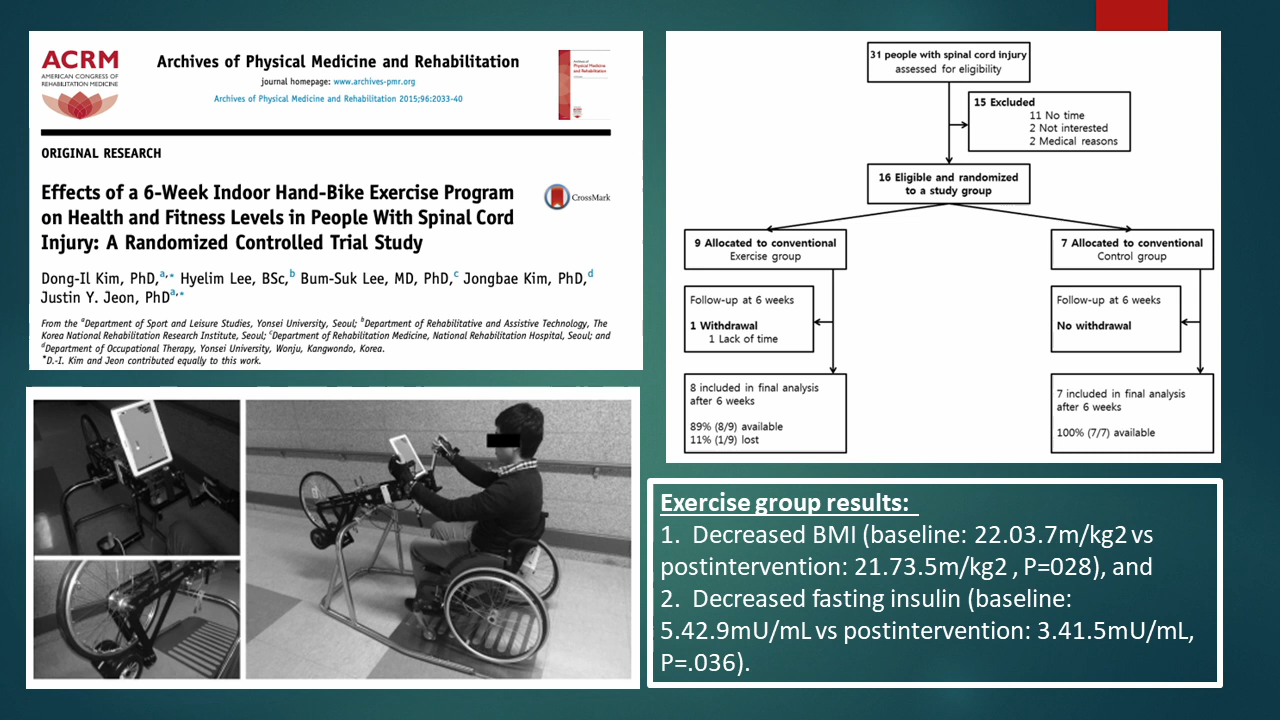 ACRM
AMERICAN CONGRESS OF
REHABILITATION MEDICINE
Archives of Physical Medicine and Rehabilitation
journal homepage: www.archives-pmr.org
Archives of Physical Medicine and Rehabilitation 2015;96:2033-40
ORIGINAL RESEARCH
Effects of a 6-Week Indoor Hand-Bike Exercise Program
on Health and Fitness Levels in People With Spinal Cord
Injury: A Randomized Controlled Trial Study
CrossMark
Dong-Il Kim, PhD,a,* Hyelim Lee, BSc,b Bum-Suk Lee, MD, PhD,c Jongbae Kim, PhD,d
Justin Y. Jeon, PhDa,*
From the aDepartment of Sport and Leisure Studies, Yonsei University, Seoul; bDepartment of Rehabilitative and Assistive Technology, The
Korea National Rehabilitation Research Institute, Seoul; cDepartment of Rehabilitation Medicine, National Rehabilitation Hospital, Seoul; and
dDepartment of Occupational Therapy, Yonsei University, Wonju, Kangwondo, Korea.
*D.-I. Kim and Jeon contributed equally to this work.
31 people with spinal cord injury
assessed for eligibility
15 Excluded
11 No time
2 Not interested
2 Medical reasons
16 Eligible and randomized
to a study group
9 Allocated to conventional
Exercise group
7 Allocated to conventional
Control group
Follow-up at 6 weeks
1 Withdrawal
1 Lack of time
Follow-up at 6 weeks
No withdrawal
8 included in final analysis
after 6 weeks
89% (8/9) available
11% (1/9) lost
7 included in final analysis
after 6 weeks
100% (7/7) available
Exercise group results:
1. Decreased BMI (baseline: 22.03.7m/kg2 vs
postintervention: 21.73.5m/kg2 , P=028), and
2. Decreased fasting insulin (baseline:
5.42.9mU/mL vs postintervention: 3.41.5mU/mL,
P=.036).